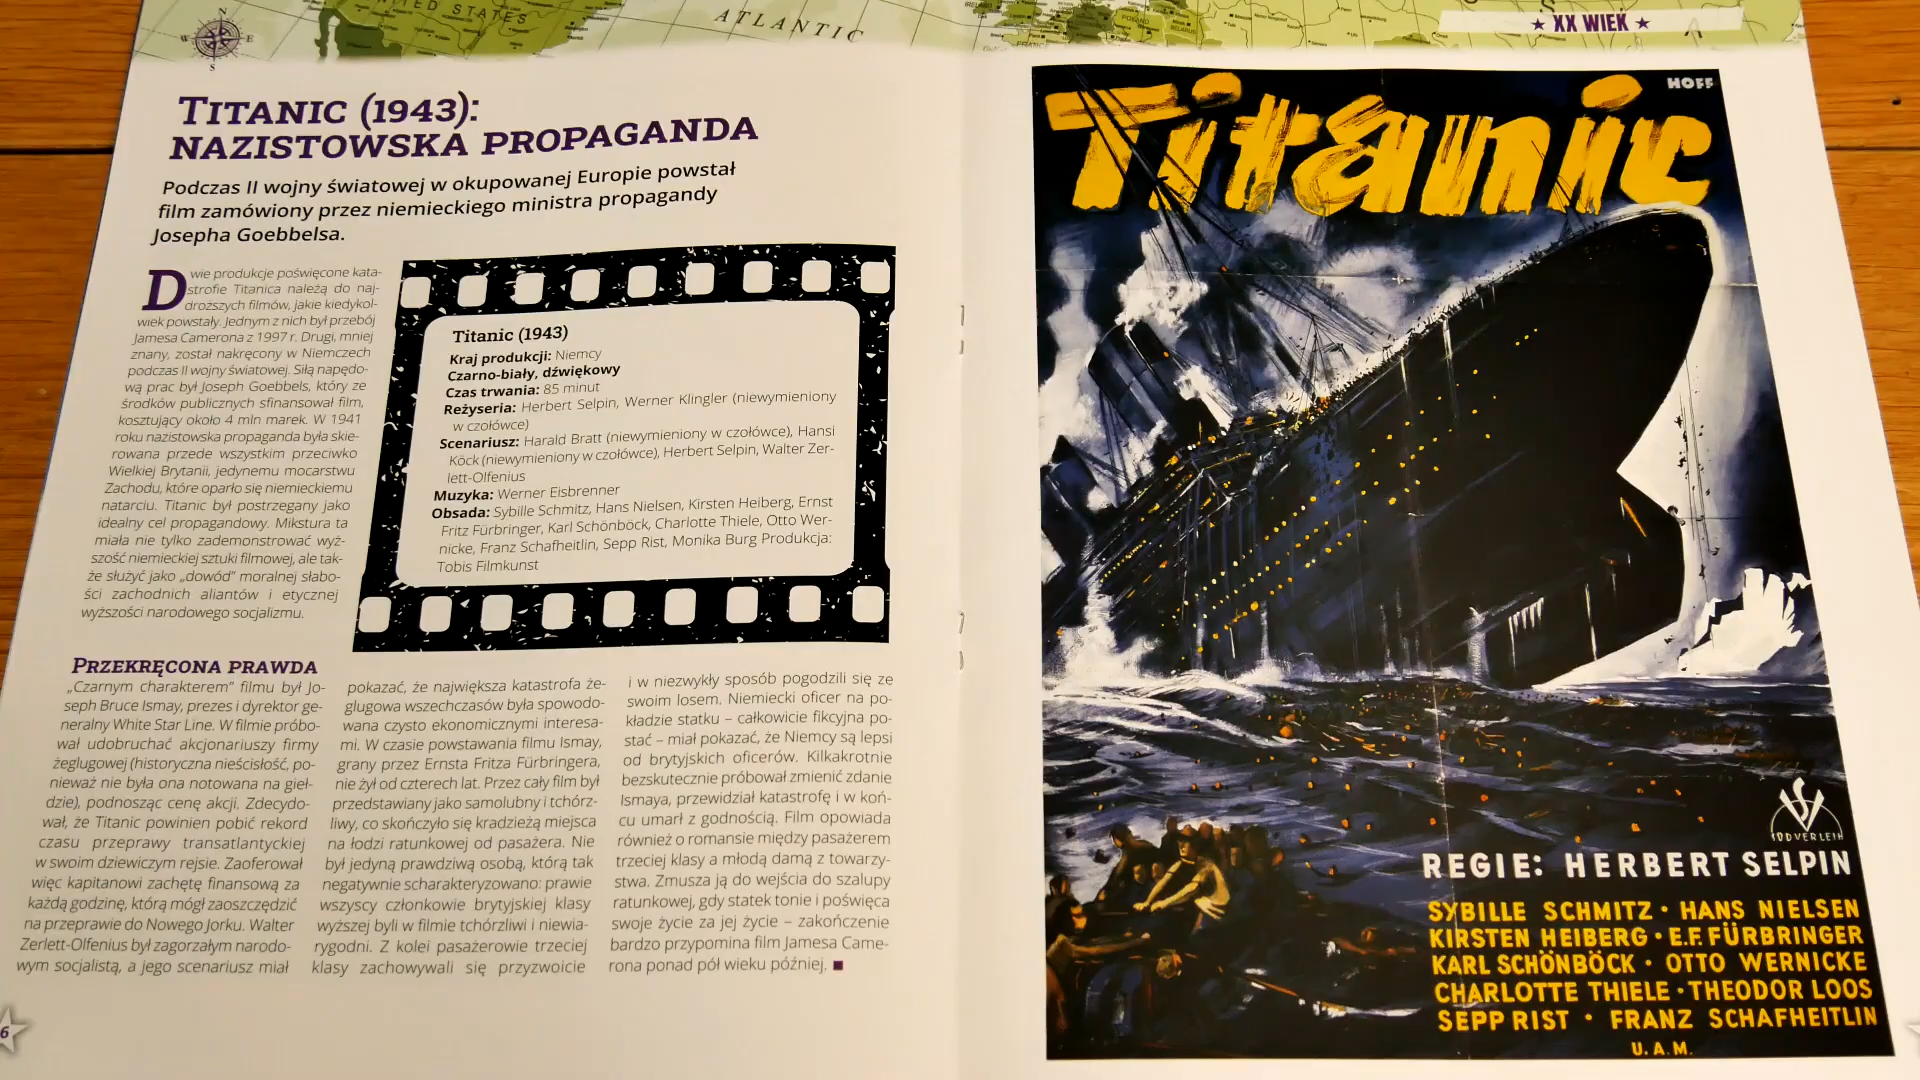 UNITED STATES
ATLANTIC
N
W
E
S
★ XX WIEK ★
TITANIC (1943):
NAZISTOWSKA PROPAGANDA
Podczas II wojny światowej w okupowanej Europie powstał
film zamówiony przez niemieckiego ministra propagandy
Josepha Goebbelsa.
Dwie produkcje poświęcone kata-
strofie Titanica należą do naj-
droższych filmów, jakie kiedykol-
wiek powstały. Jednym z nich był przebój
Jamesa Camerona z 1997 r. Drugi, mniej
znany, został nakręcony w Niemczech
podczas II wojny światowej. Siłą napędo-
wą prac był Joseph Goebbels, który ze
środków publicznych sfinansował film,
kosztujący około 4 mln marek. W 1941
roku nazistowska propaganda była skie-
rowana przede wszystkim przeciwko
Wielkiej Brytanii, jedynemu mocarstwu
Zachodu, które oparło się niemieckiemu
natarciu. Titanic był postrzegany jako
idealny cel propagandowy. Mikstura ta
miała nie tylko zademonstrować wyż-
szość niemieckiej sztuki filmowej, ale tak-
że służyć jako „dowód” moralnej słabo-
ści zachodnich aliantów i etycznej
wyższości narodowego socjalizmu.
Titanic (1943)
Kraj produkcji: Niemcy
Czarno-biały, dźwiękowy
Czas trwania: 85 minut
Reżyseria: Herbert Selpin, Werner Klingler (niewymieniony
w czołówce)
Scenariusz: Harald Bratt (niewymieniony w czołówce), Hansi
Köck (niewymieniony w czołówce), Herbert Selpin, Walter Zer-
lett-Olfenius
Muzyka: Werner Eisbrenner
Obsada: Sybille Schmitz, Hans Nielsen, Kirsten Heiberg, Ernst
Fritz Fürbringer, Karl Schönböck, Charlotte Thiele, Otto Wer-
nicke, Franz Schafheitlin, Sepp Rist, Monika Burg Produkcja:
Tobis Filmkunst
PRZEKRĘCONA PRAWDA
„Czarnym charakterem” filmu był Jo-
seph Bruce Ismay, prezes i dyrektor ge-
neralny White Star Line. W filmie próbo-
wał udobruchać akcjonariuszy firmy
żeglugowej (historyczna nieścisłość, po-
nieważ nie była ona notowana na gieł-
dzie), podnosząc cenę akcji. Zdecydo-
wał, że Titanic powinien pobić rekord
czasu przeprawy transatlantyckiej
w swoim dziewiczym rejsie. Zaoferował
więc kapitanowi zachętę finansową za
każdą godzinę, którą mógł zaoszczędzić
na przeprawie do Nowego Jorku. Walter
Zerlett-Olfenius był zagorzałym narodo-
wym socjalistą, a jego scenariusz miał
pokazać, że największa katastrofa że-
glugowa wszechczasów była spowodo-
wana czysto ekonomicznymi interesa-
mi. W czasie powstawania filmu Ismay,
grany przez Ernsta Fritza Fürbringera,
nie żył od czterech lat. Przez cały film był
przedstawiany jako samolubny i tchórz-
liwy, co skończyło się kradzieżą miejsca
na łodzi ratunkowej od pasażera. Nie
był jedyną prawdziwą osobą, którą tak
negatywnie scharakteryzowano: prawie
wszyscy członkowie brytyjskiej klasy
wyższej byli w filmie tchórzliwi i niewia-
rygodni. Z kolei pasażerowie trzeciej
klasy zachowywali się przyzwoicie
i w niezwykły sposób pogodzili się ze
swoim losem. Niemiecki oficer na po-
kładzie statku – całkowicie fikcyjna po-
stać – miał pokazać, że Niemcy są lepsi
od brytyjskich oficerów. Kilkakrotnie
bezskutecznie próbował zmienić zdanie
Ismaya, przewidział katastrofę i w koń-
cu umarł z godnością. Film opowiada
również o romansie między pasażerem
trzeciej klasy a młodą damą z towarzy-
stwa. Zmusza ją do wejścia do szalupy
ratunkowej, gdy statek tonie i poświęca
swoje życie za jej życie – zakończenie
bardzo przypomina film Jamesa Came-
rona ponad pół wieku później. ■
6
HOFF
Titanic
REGIE: HERBERT SELPIN
SYBILLE SCHMITZ · HANS NIELSEN
KIRSTEN HEIBERG · E.F. FÜRBRINGER
KARL SCHÖNBÖCK · OTTO WERNICKE
CHARLOTTE THIELE · THEODOR LOOS
SEPP RIST · FRANZ SCHAFHEITLIN
U.A.M.